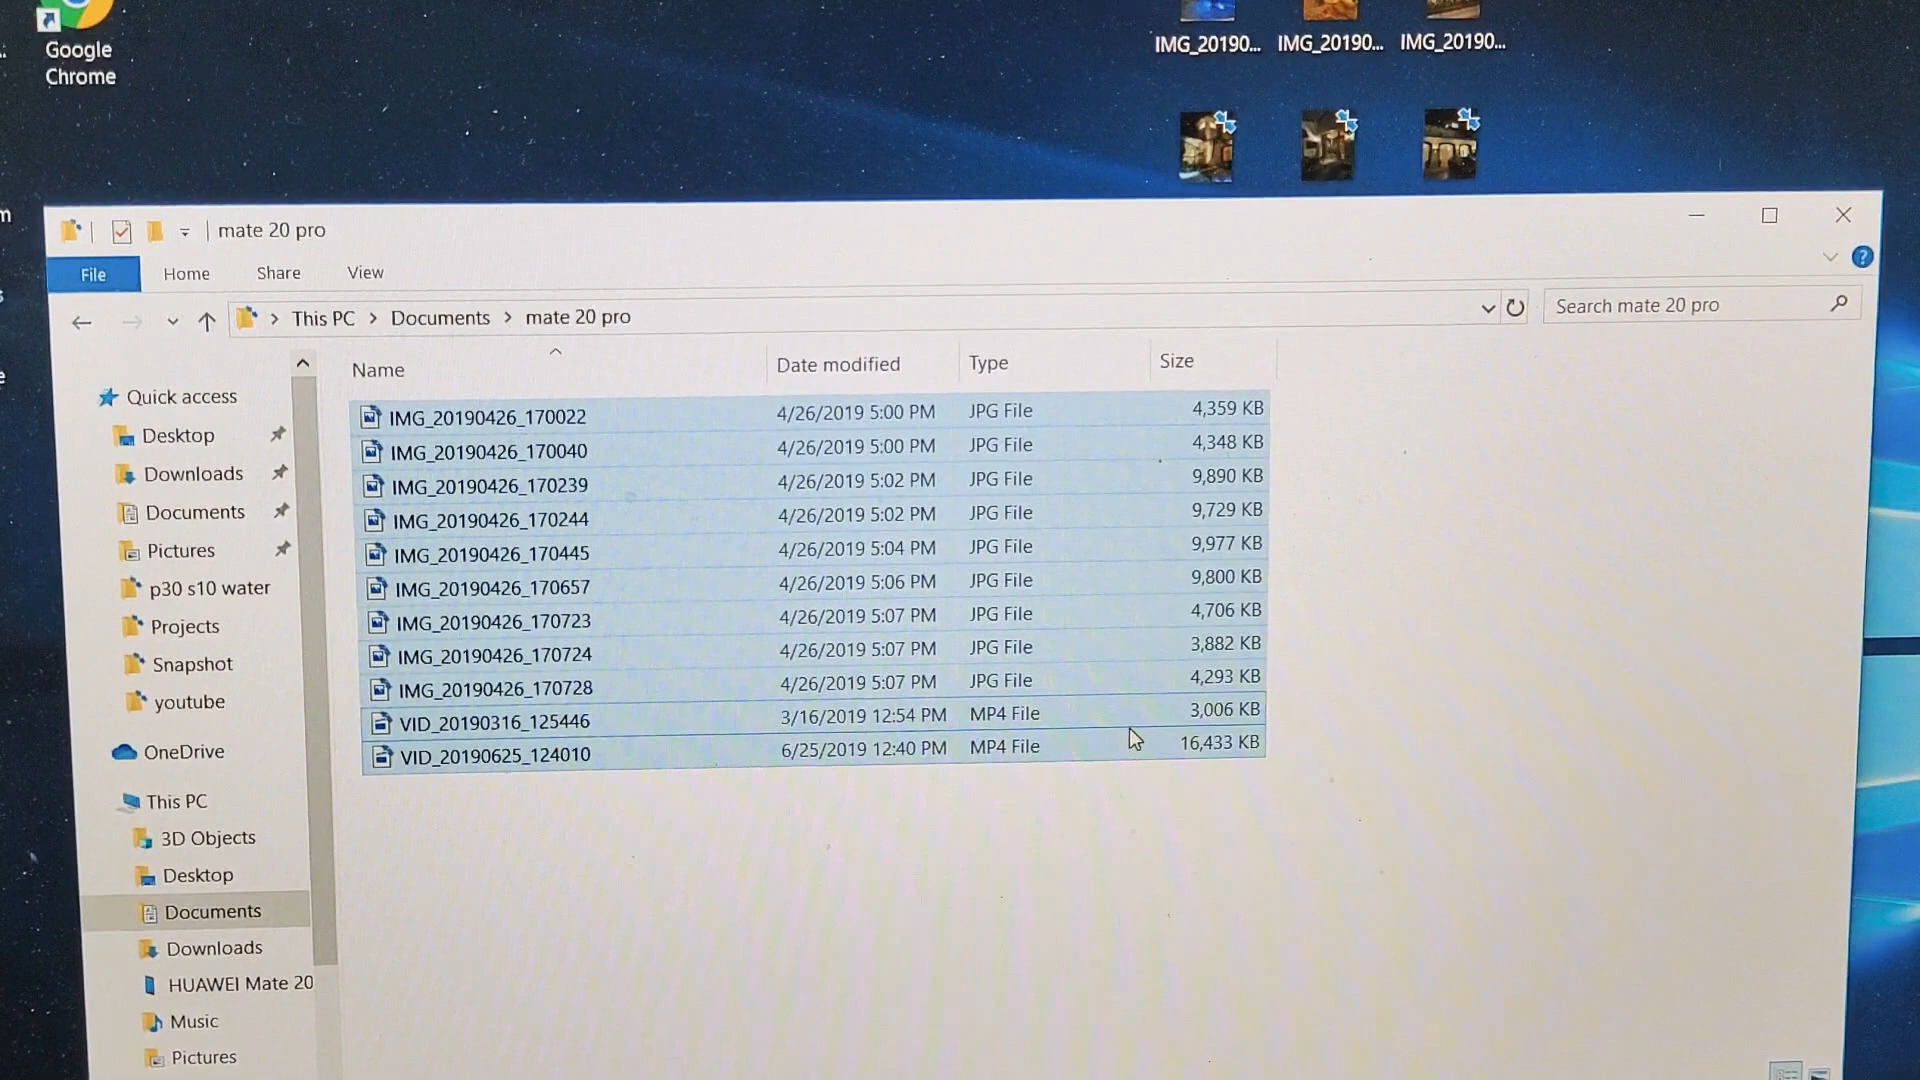 Google
Chrome
IMG_20190... IMG_20190... IMG_20190...
mate 20 pro
File Home Share View
This PC > Documents > mate 20 pro
Search mate 20 pro
Name Date modified Type Size
Quick access
Desktop
Downloads
Documents
Pictures
p30 s10 water
Projects
Snapshot
youtube
OneDrive
This PC
3D Objects
Desktop
Documents
Downloads
HUAWEI Mate 20
Music
Pictures
IMG_20190426_170022 4/26/2019 5:00 PM JPG File 4,359 KB
IMG_20190426_170040 4/26/2019 5:00 PM JPG File 4,348 KB
IMG_20190426_170239 4/26/2019 5:02 PM JPG File 9,890 KB
IMG_20190426_170244 4/26/2019 5:02 PM JPG File 9,729 KB
IMG_20190426_170445 4/26/2019 5:04 PM JPG File 9,977 KB
IMG_20190426_170657 4/26/2019 5:06 PM JPG File 9,800 KB
IMG_20190426_170723 4/26/2019 5:07 PM JPG File 4,706 KB
IMG_20190426_170724 4/26/2019 5:07 PM JPG File 3,882 KB
IMG_20190426_170728 4/26/2019 5:07 PM JPG File 4,293 KB
VID_20190316_125446 3/16/2019 12:54 PM MP4 File 3,006 KB
VID_20190625_124010 6/25/2019 12:40 PM MP4 File 16,433 KB